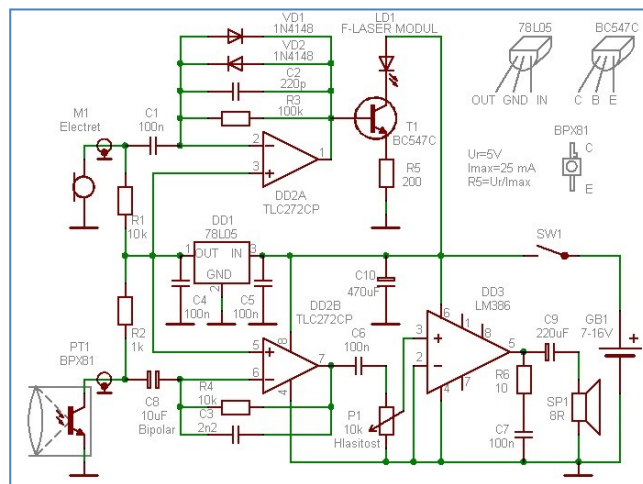 VD1
1N4148
VD2
1N4148
C2
220p
R3
100k
M1
Electret
C1
100n
2
3
1
DD2A
TLC272CP
LD1
F-LASER MODUL
T1
BC547C
R5
200
78L05
OUT GND IN
BC547C
C B E
BPX81
C
E
Ur=5V
Imax=25 mA
R5=Ur/Imax
R1
10k
DD1
78L05
1
OUT IN
3
GND
2
C4
100n
C5
100n
C10
470uF
SW1
R2
1k
DD2B
TLC272CP
8
5
6
7
4
C6
100n
DD3
LM386
6
1
8
3
2
5
7
4
C9
220uF
GB1
7-16V
+
PT1
BPX81
C8
10uF
Bipolar
R4
10k
C3
2n2
P1
10k
Hlasitost
R6
10
C7
100n
SP1
8R